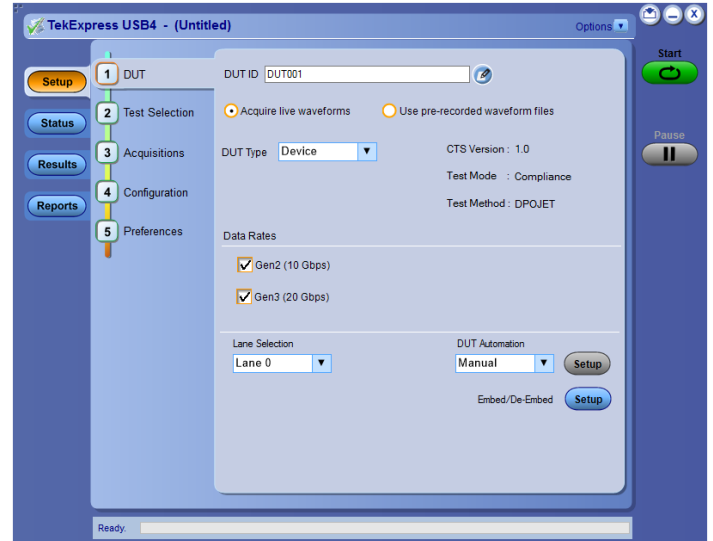 TekExpress USB4 - (Untitled)
Options
Start
Pause
Setup
Status
Results
Reports
1 DUT
2 Test Selection
3 Acquisitions
4 Configuration
5 Preferences
DUT ID DUT001
Acquire live waveforms Use pre-recorded waveform files
DUT Type Device CTS Version : 1.0
Test Mode : Compliance
Test Method : DPOJET
Data Rates
Gen2 (10 Gbps)
Gen3 (20 Gbps)
Lane Selection DUT Automation
Lane 0 Manual Setup
Embed/De-Embed Setup
Ready.